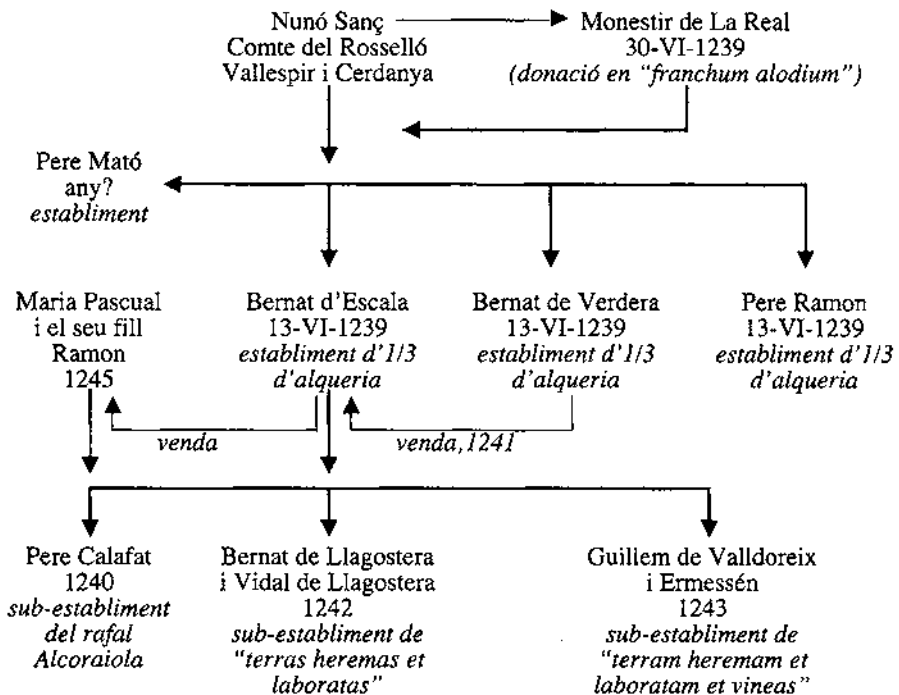 Nunó Sanç
Comte del Rosselló
Vallespir i Cerdanya
Monestir de La Real
30-VI-1239
(donació en "franchum alodium")
Pere Mató
any?
establiment
Maria Pascual
i el seu fill
Ramon
1245
Bernat d'Escala
13-VI-1239
establiment d'1/3
d'alqueria
Bernat de Verdera
13-VI-1239
establiment d'1/3
d'alqueria
Pere Ramon
13-VI-1239
establiment d'1/3
d'alqueria
venda
venda, 1241
Pere Calafat
1240
sub-establiment
del rafal
Alcoraiola
Bernat de Llagostera
i Vidal de Llagostera
1242
sub-establiment de
"terras heremas et
laboratas"
Guillem de Valldoreix
i Ermessén
1243
sub-establiment de
"terram heremam et
laboratam et vineas"